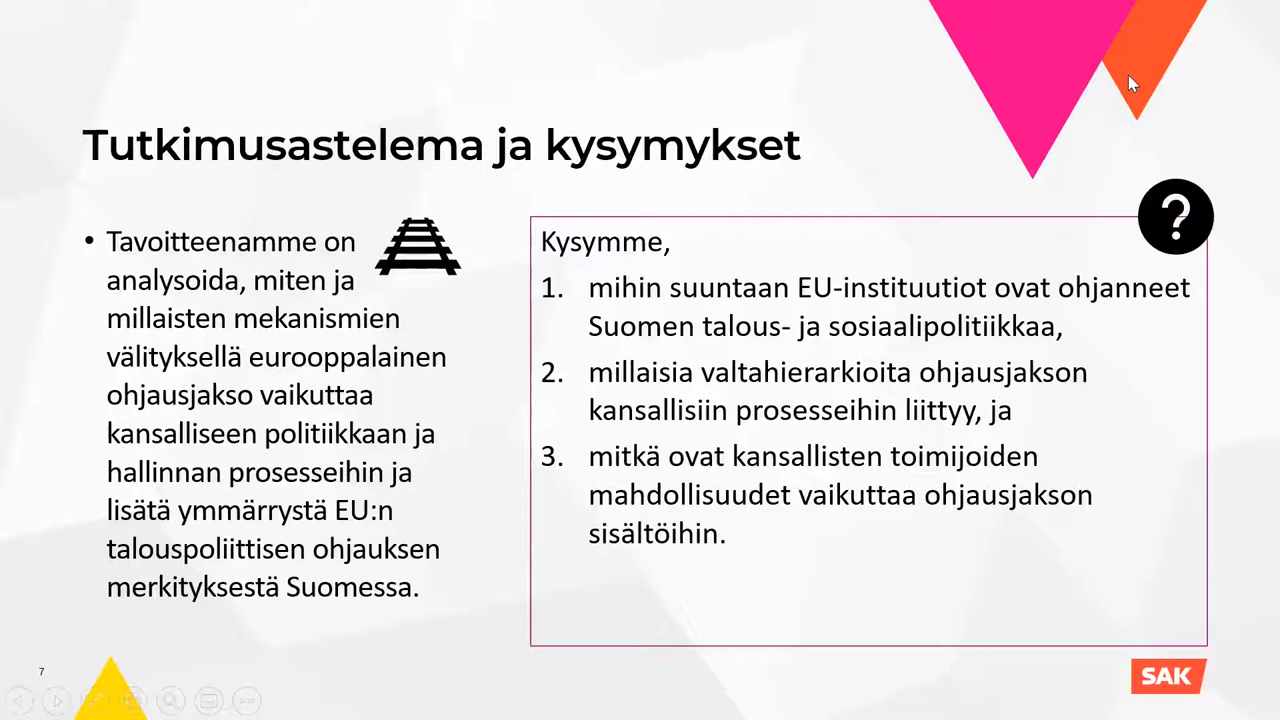 Tutkimusastelema ja kysymykset
• Tavoitteenamme on
analysoida, miten ja
millaisten mekanismien
välityksellä eurooppalainen
ohjausjakso vaikuttaa
kansalliseen politiikkaan ja
hallinnan prosesseihin ja
lisätä ymmärrystä EU:n
talouspoliittisen ohjauksen
merkityksestä Suomessa.
?
Kysymme,
1. mihin suuntaan EU-instituutiot ovat ohjanneet
Suomen talous- ja sosiaalipolitiikkaa,
2. millaisia valtahierarkioita ohjausjakson
kansallisiin prosesseihin liittyy, ja
3. mitkä ovat kansallisten toimijoiden
mahdollisuudet vaikuttaa ohjausjakson
sisältöihin.
7
SAK